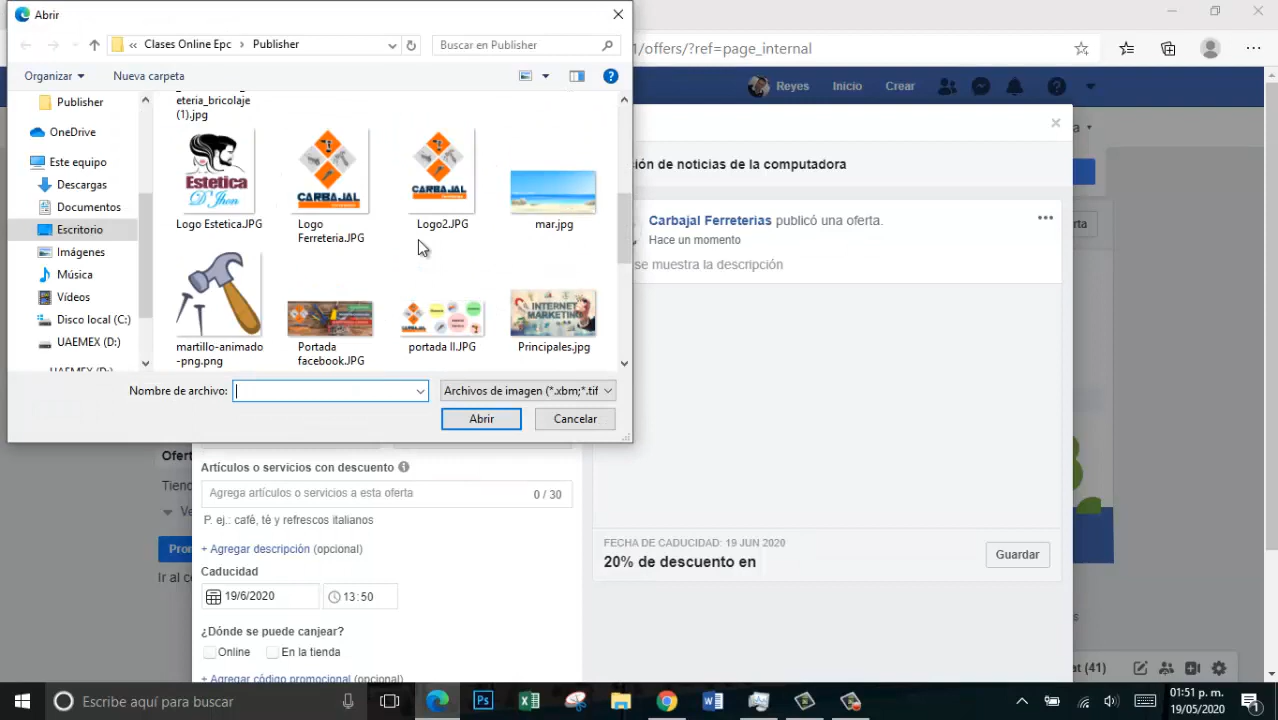 Abrir
Clases Online Epc > Publisher
Buscar en Publisher
1/offers/?ref=page_internal
Organizar
Nueva carpeta
Reyes
Inicio
Crear
Publisher
OneDrive
Este equipo
Descargas
Documentos
Escritorio
Imágenes
Música
Vídeos
Disco local (C:)
UAEMEX (D:)
eteria_bricolaje
(1).jpg
Estetica
D'Jhon
CARBAJAL
CARBAJAL
Logo Estetica.JPG
Logo
Ferreteria.JPG
Logo2.JPG
mar.jpg
INTERNET
MARKETING
martillo-animado
-png.png
Portada
facebook.JPG
portada II.JPG
Principales.jpg
Nombre de archivo:
Archivos de imagen (*.xbm;*.tif
Abrir
Cancelar
ción de noticias de la computadora
Carbajal Ferreterias publicó una oferta.
Hace un momento
se muestra la descripción
Ofert
Tiend
Ve
Pron
Ir al ce
Artículos o servicios con descuento
Agrega artículos o servicios a esta oferta
0 / 30
P. ej.: café, té y refrescos italianos
+ Agregar descripción (opcional)
Caducidad
19/6/2020
13:50
¿Dónde se puede canjear?
Online
En la tienda
+ Agregar código promocional (opcional)
FECHA DE CADUCIDAD: 19 JUN 2020
20% de descuento en
Guardar
at (41)
Escribe aquí para buscar
01:51 p. m.
19/05/2020